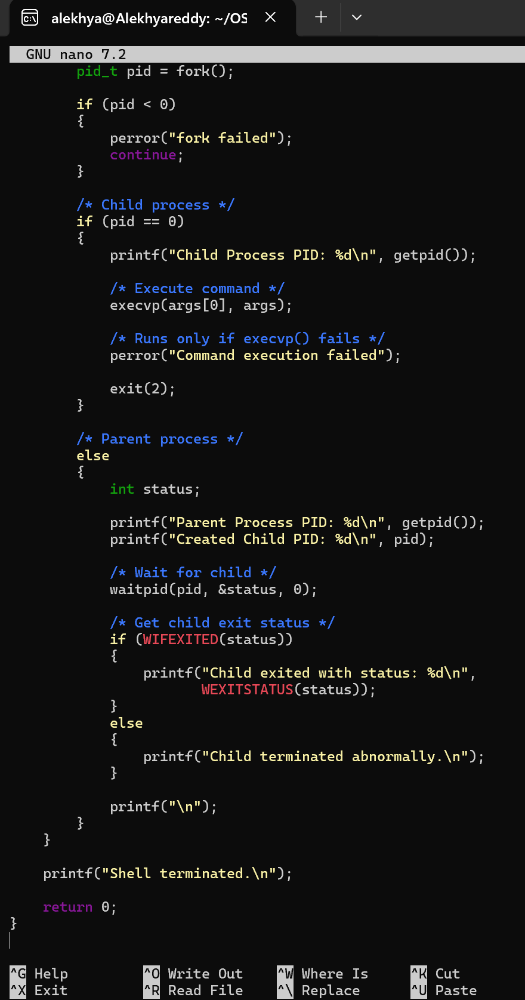 alekhya@Alekhyareddy: ~/OS
GNU nano 7.2
pid_t pid = fork();
if (pid < 0)
{
perror("fork failed");
continue;
}
/* Child process */
if (pid == 0)
{
printf("Child Process PID: %d\n", getpid());
/* Execute command */
execvp(args[0], args);
/* Runs only if execvp() fails */
perror("Command execution failed");
exit(2);
}
/* Parent process */
else
{
int status;
printf("Parent Process PID: %d\n", getpid());
printf("Created Child PID: %d\n", pid);
/* Wait for child */
waitpid(pid, &status, 0);
/* Get child exit status */
if (WIFEXITED(status))
{
printf("Child exited with status: %d\n",
WEXITSTATUS(status));
}
else
{
printf("Child terminated abnormally.\n");
}
printf("\n");
}
}
printf("Shell terminated.\n");
return 0;
}
^G Help ^O Write Out ^W Where Is ^K Cut
^X Exit ^R Read File ^\ Replace ^U Paste